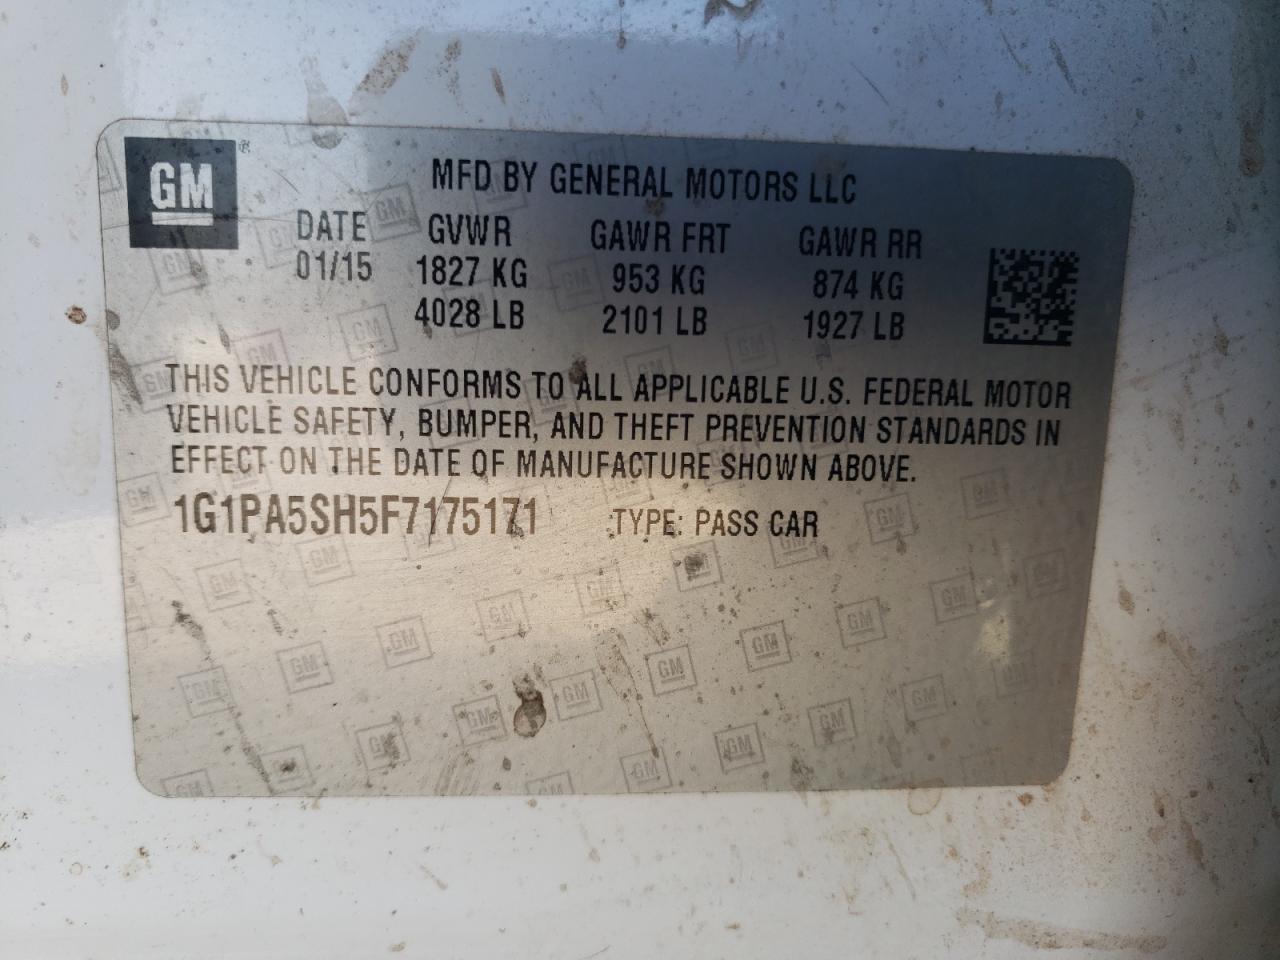 GM
MFD BY GENERAL MOTORS LLC
DATE GVWR GAWR FRT GAWR RR
01/15 1827 KG 953 KG 874 KG
4028 LB 2101 LB 1927 LB
THIS VEHICLE CONFORMS TO ALL APPLICABLE U.S. FEDERAL MOTOR
VEHICLE SAFETY, BUMPER, AND THEFT PREVENTION STANDARDS IN
EFFECT ON THE DATE OF MANUFACTURE SHOWN ABOVE.
1G1PA5SH5F7175171 TYPE: PASS CAR